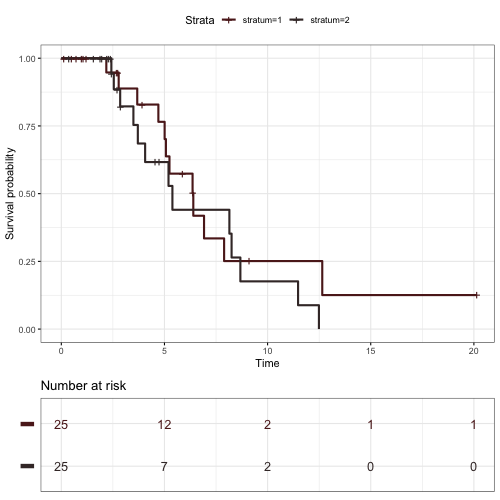 Strata stratum=1 stratum=2
1.00
0.75
0.50
0.25
0.00
Survival probability
0 5 10 15 20
Time
Number at risk
25 12 2 1 1
25 7 2 0 0